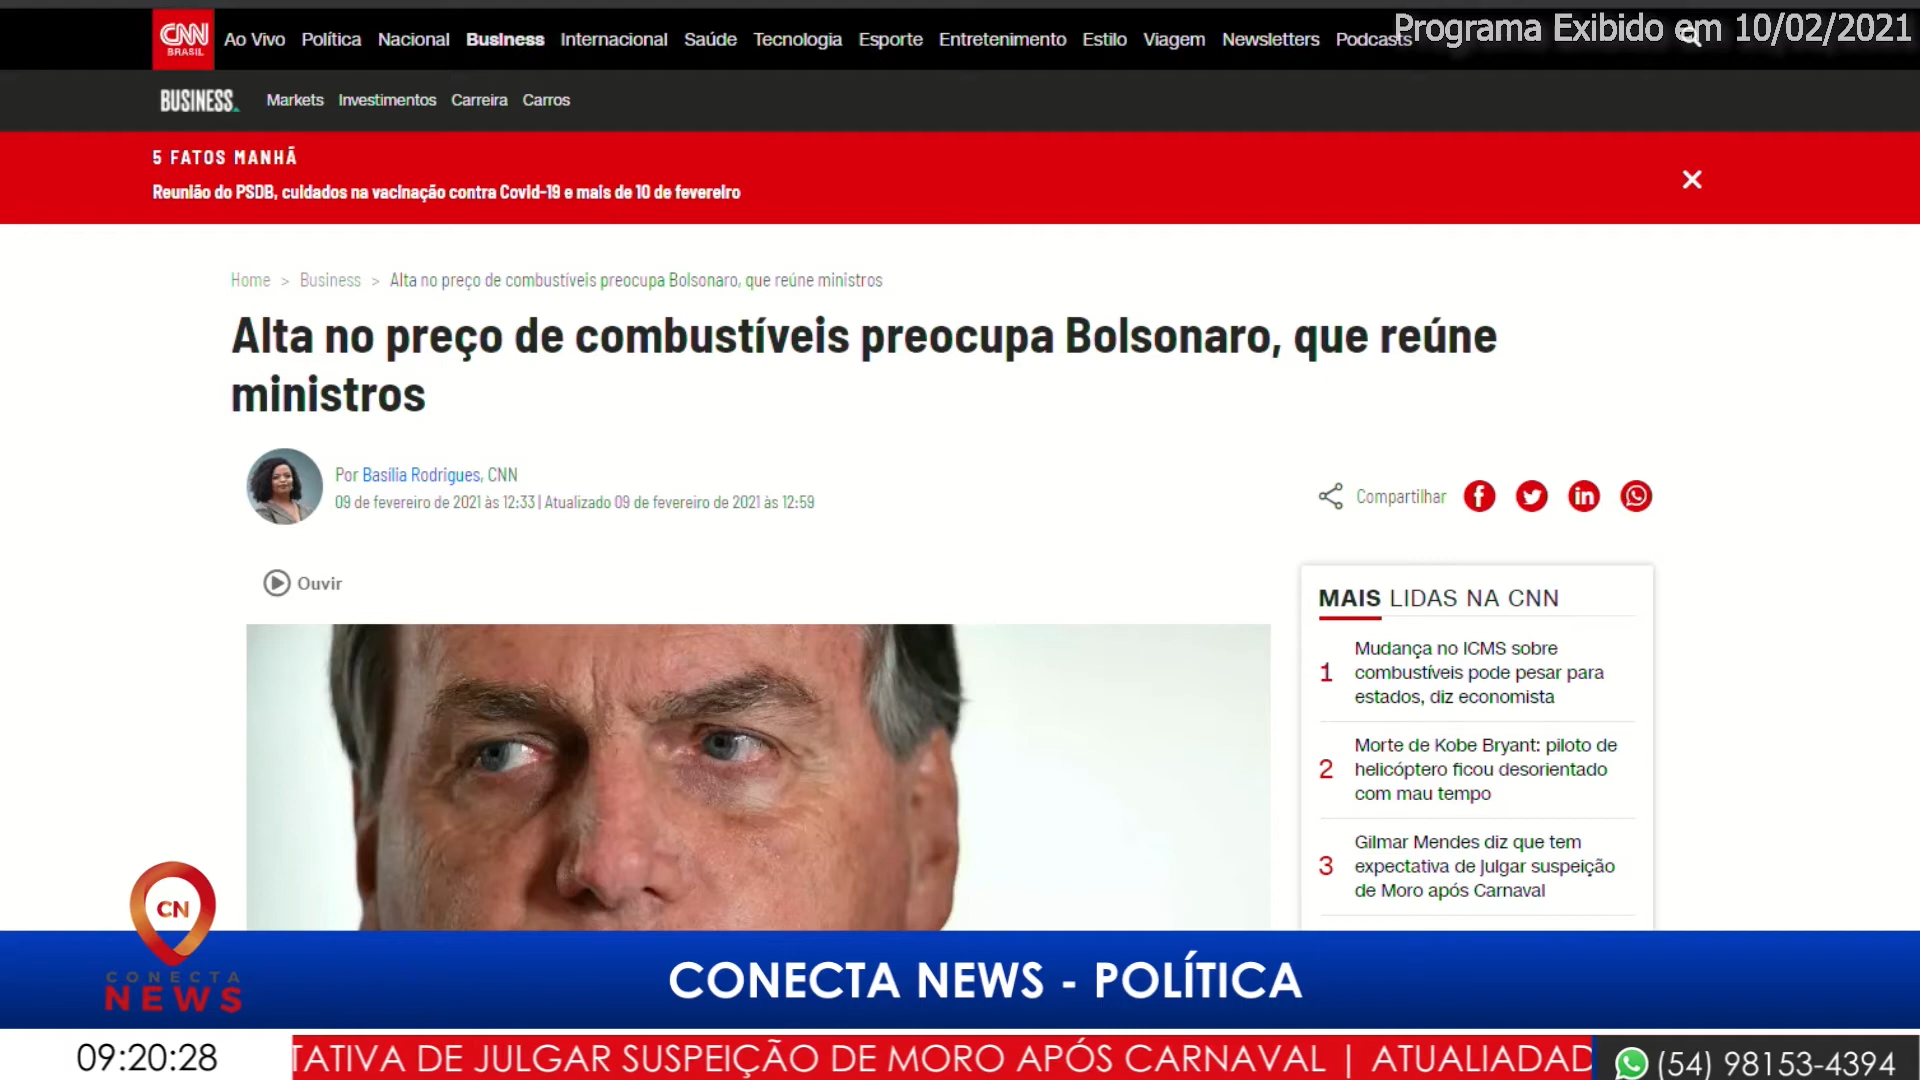 CNN
BRASIL
Ao Vivo Política Nacional Business Internacional Saúde Tecnologia Esporte Entretenimento Estilo Viagem Newsletters Podcasts
Programa Exibido em 10/02/2021
BUSINESS. Markets Investimentos Carreira Carros
5 FATOS MANHÃ
Reunião do PSDB, cuidados na vacinação contra Covid-19 e mais de 10 de fevereiro
Home > Business > Alta no preço de combustíveis preocupa Bolsonaro, que reúne ministros
Alta no preço de combustíveis preocupa Bolsonaro, que reúne
ministros
Por Basília Rodrigues, CNN
09 de fevereiro de 2021 às 12:33 | Atualizado 09 de fevereiro de 2021 às 12:59
Compartilhar
Ouvir
MAIS LIDAS NA CNN
1 Mudança no ICMS sobre
combustíveis pode pesar para
estados, diz economista
2 Morte de Kobe Bryant: piloto de
helicóptero ficou desorientado
com mau tempo
3 Gilmar Mendes diz que tem
expectativa de julgar suspeição
de Moro após Carnaval
CN
CONECTA
NEWS
CONECTA NEWS - POLÍTICA
09:20:28
TATIVA DE JULGAR SUSPEIÇÃO DE MORO APÓS CARNAVAL | ATUALIADAD
(54) 98153-4394